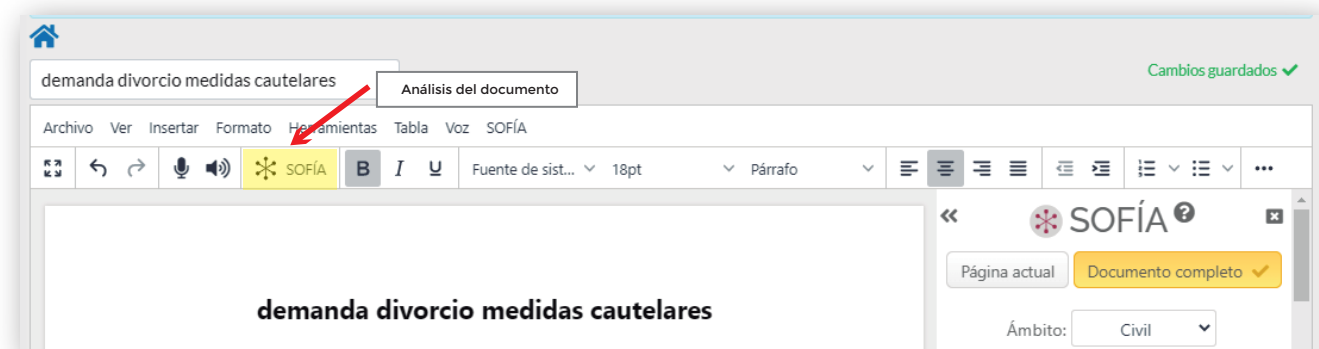 demanda divorcio medidas cautelares
Cambios guardados
Análisis del documento
Archivo Ver Insertar Formato Herramientas Tabla Voz SOFÍA
SOFÍA B I U Fuente de sist... 18pt Párrafo
SOFÍA
Página actual Documento completo
demanda divorcio medidas cautelares
Ámbito: Civil